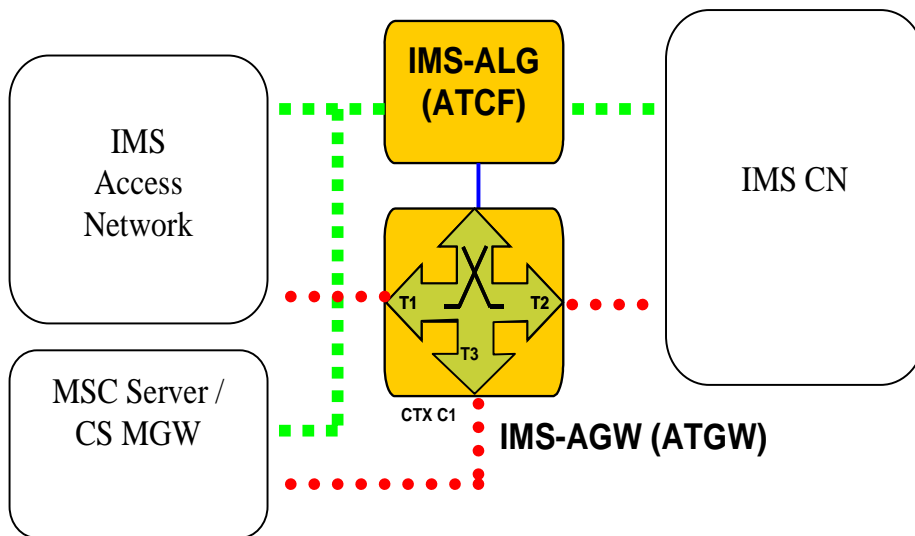 IMS-ALG
(ATCF)
IMS
Access
Network
IMS CN
T1
T2
T3
MSC Server /
CS MGW
CTX C1
IMS-AGW (ATGW)